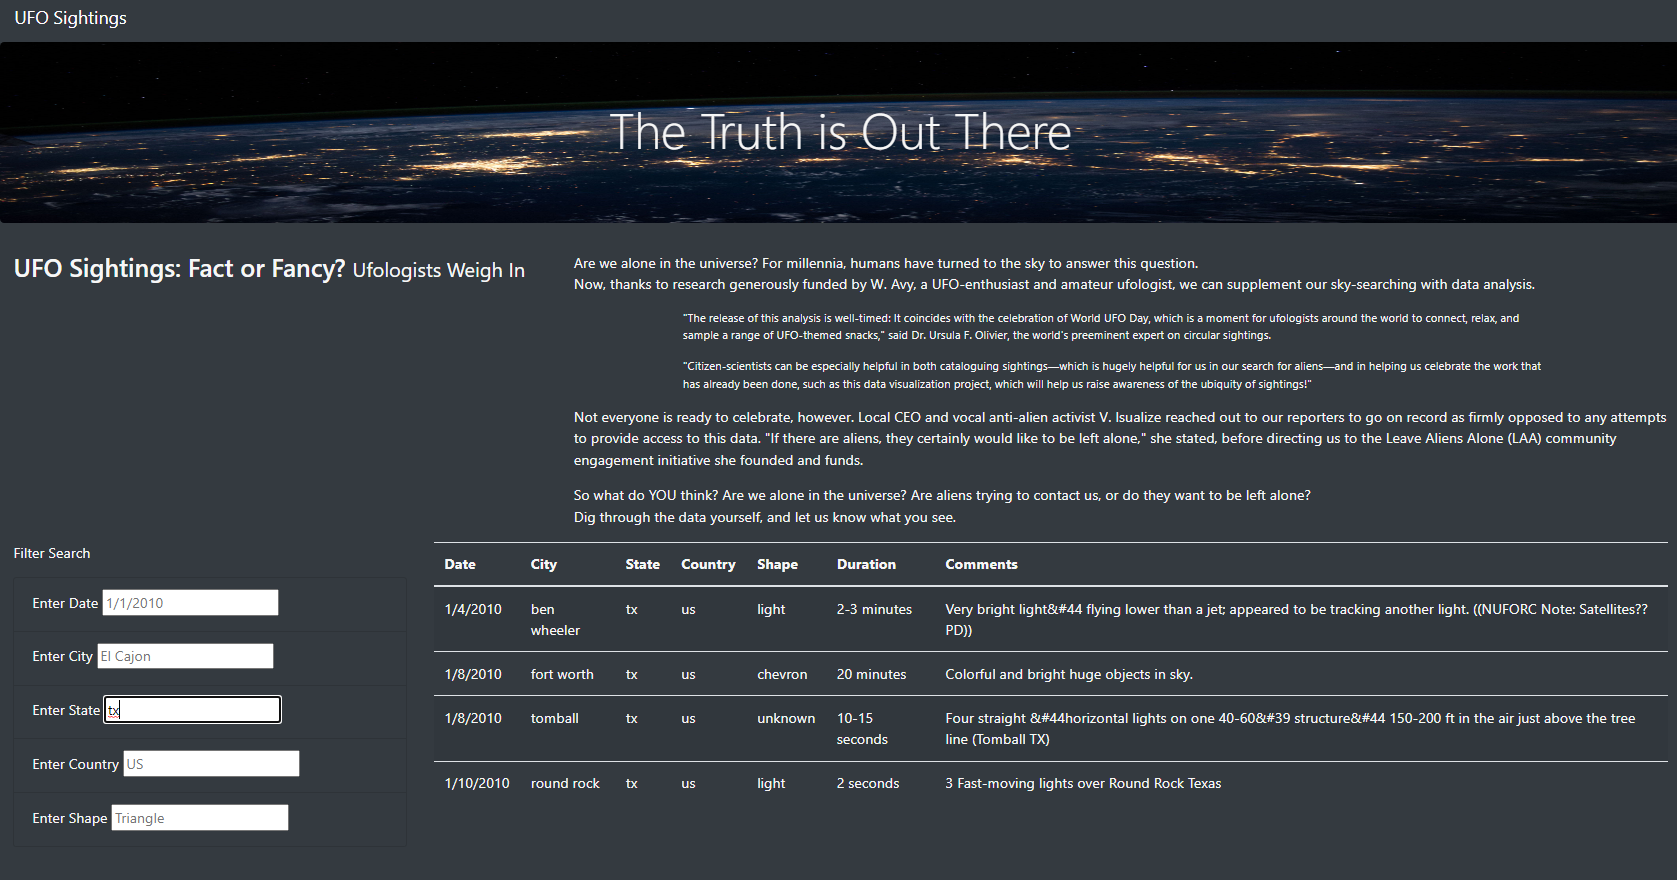 UFO Sightings
The Truth is Out There
UFO Sightings: Fact or Fancy? Ufologists Weigh In
Are we alone in the universe? For millennia, humans have turned to the sky to answer this question.
Now, thanks to research generously funded by W. Avy, a UFO-enthusiast and amateur ufologist, we can supplement our sky-searching with data analysis.
"The release of this analysis is well-timed: It coincides with the celebration of World UFO Day, which is a moment for ufologists around the world to connect, relax, and
sample a range of UFO-themed snacks," said Dr. Ursula F. Olivier, the world's preeminent expert on circular sightings.
"Citizen-scientists can be especially helpful in both cataloguing sightings—which is hugely helpful for us in our search for aliens—and in helping us celebrate the work that
has already been done, such as this data visualization project, which will help us raise awareness of the ubiquity of sightings!"
Not everyone is ready to celebrate, however. Local CEO and vocal anti-alien activist V. Isualize reached out to our reporters to go on record as firmly opposed to any attempts
to provide access to this data. "If there are aliens, they certainly would like to be left alone," she stated, before directing us to the Leave Aliens Alone (LAA) community
engagement initiative she founded and funds.
So what do YOU think? Are we alone in the universe? Are aliens trying to contact us, or do they want to be left alone?
Dig through the data yourself, and let us know what you see.
Filter Search
Enter Date 1/1/2010
Enter City El Cajon
Enter State tx
Enter Country US
Enter Shape Triangle
Date City State Country Shape Duration Comments
1/4/2010 ben tx us light 2-3 minutes Very bright light&#44 flying lower than a jet; appeared to be tracking another light. ((NUFORC Note: Satellites??
wheeler PD))
1/8/2010 fort worth tx us chevron 20 minutes Colorful and bright huge objects in sky.
1/8/2010 tomball tx us unknown 10-15 Four straight &#44horizontal lights on one 40-60&#39 structure&#44 150-200 ft in the air just above the tree
seconds line (Tomball TX)
1/10/2010 round rock tx us light 2 seconds 3 Fast-moving lights over Round Rock Texas